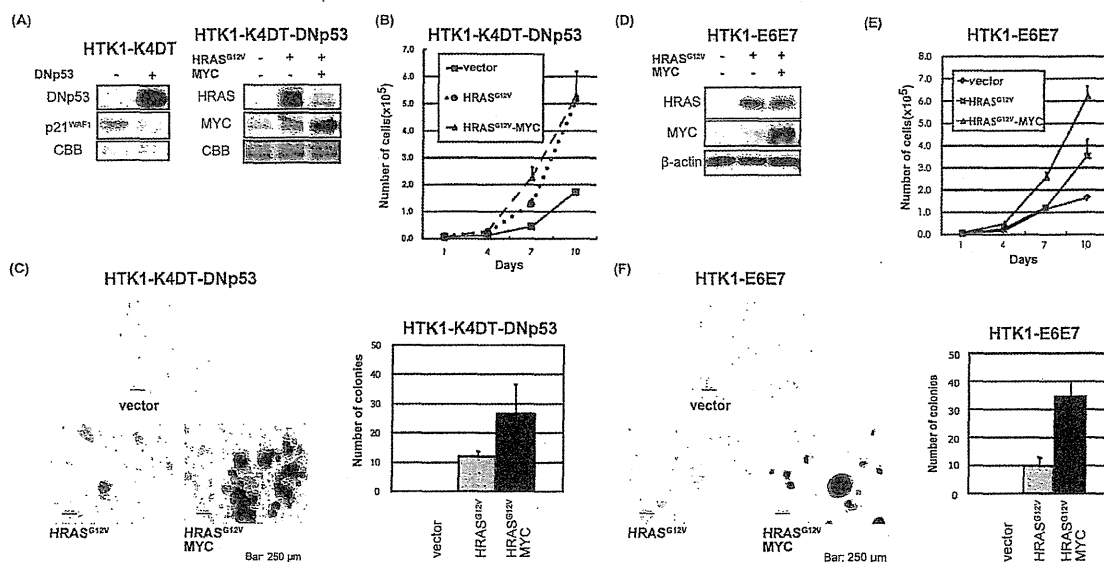 (A)
HTK1-K4DT
DNp53 - +
DNp53
p21WAF1
CBB
HTK1-K4DT-DNp53
HRASG12V - + +
MYC - - +
HRAS
MYC
CBB
(B)
HTK1-K4DT-DNp53
Number of cells(x10⁵)
7.0
6.0
5.0
4.0
3.0
2.0
1.0
0.0
vector
HRASG12V
HRASG12V-MYC
1 4 7 10
Days
(D)
HTK1-E6E7
HRASG12V - + +
MYC - - +
HRAS
MYC
β-actin
(E)
HTK1-E6E7
Number of cells(x10⁵)
8.0
7.0
6.0
5.0
4.0
3.0
2.0
1.0
0.0
vector
HRASG12V
HRASG12V-MYC
1 4 7 10
Days
(C)
HTK1-K4DT-DNp53
vector
HRASG12V
HRASG12V
MYC
Bar: 250 µm
HTK1-K4DT-DNp53
Number of colonies
50
40
30
20
10
0
vector
HRASG12V
HRASG12V
MYC
(F)
HTK1-E6E7
vector
HRASG12V
HRASG12V
MYC
Bar: 250 µm
HTK1-E6E7
Number of colonies
50
40
30
20
10
0
vector
HRASG12V
HRASG12V
MYC